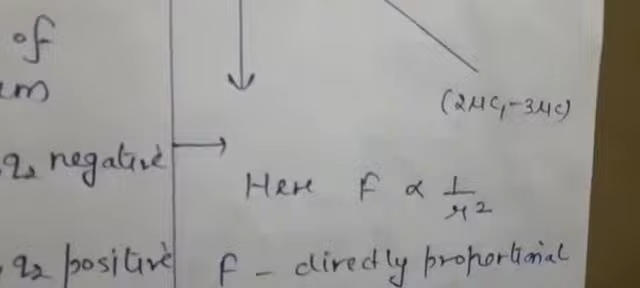 of
(2μC, -3μC)
q2 negative
Here F ∝ 1/r2
q2 positive
F - directly proportional